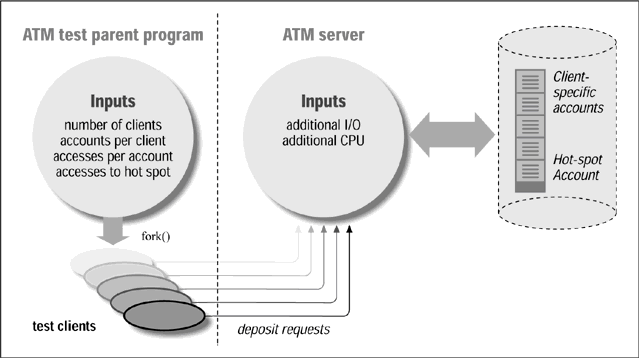 ATM test parent program
ATM server
Inputs
number of clients
accounts per client
accesses per account
accesses to hot spot
Inputs
additional I/O
additional CPU
Client-
specific
accounts
Hot-spot
Account
fork()
test clients
deposit requests